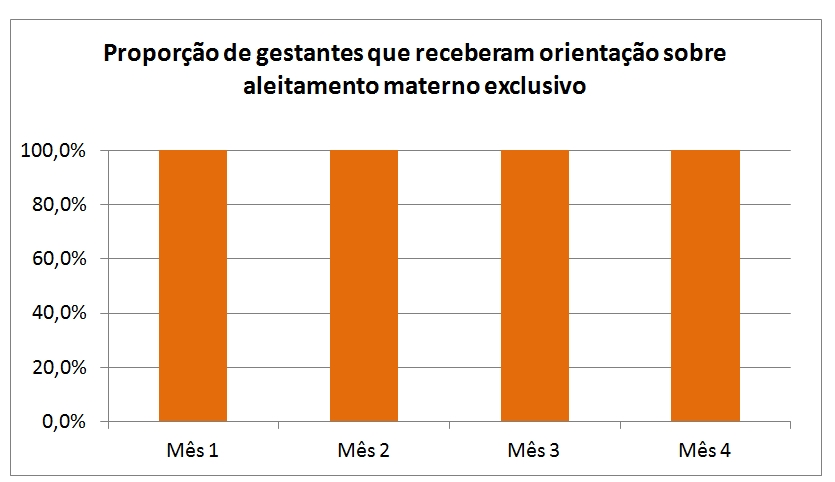 Proporção de gestantes que receberam orientação sobre
aleitamento materno exclusivo
100,0%
80,0%
60,0%
40,0%
20,0%
0,0%
Mês 1 Mês 2 Mês 3 Mês 4